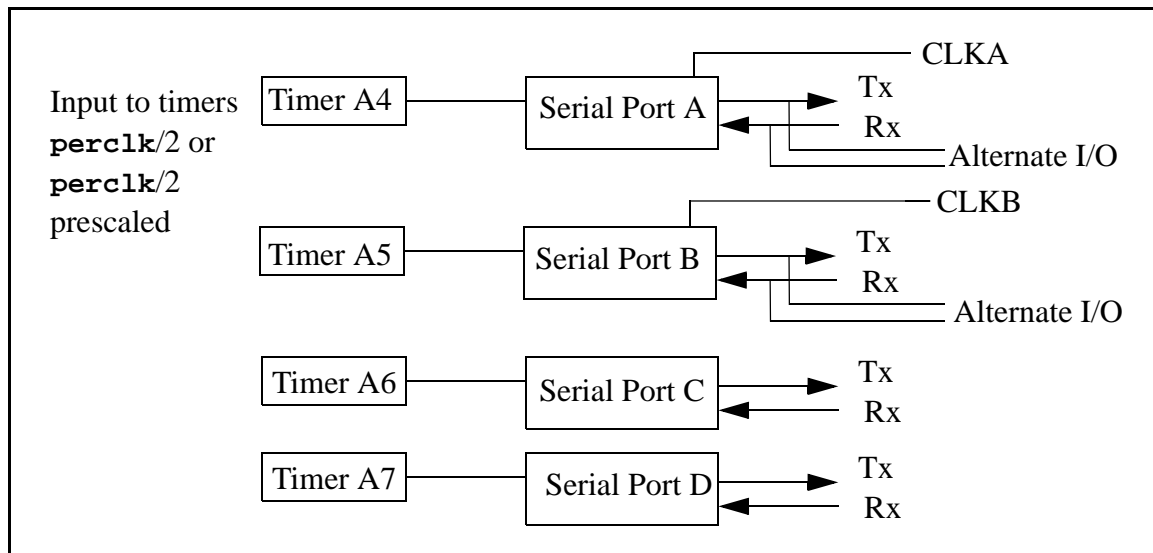 CLKA
Input to timers
perclk/2 or
perclk/2
prescaled
Timer A4
Serial Port A
Tx
Rx
Alternate I/O
CLKB
Timer A5
Serial Port B
Tx
Rx
Alternate I/O
Timer A6
Serial Port C
Tx
Rx
Timer A7
Serial Port D
Tx
Rx